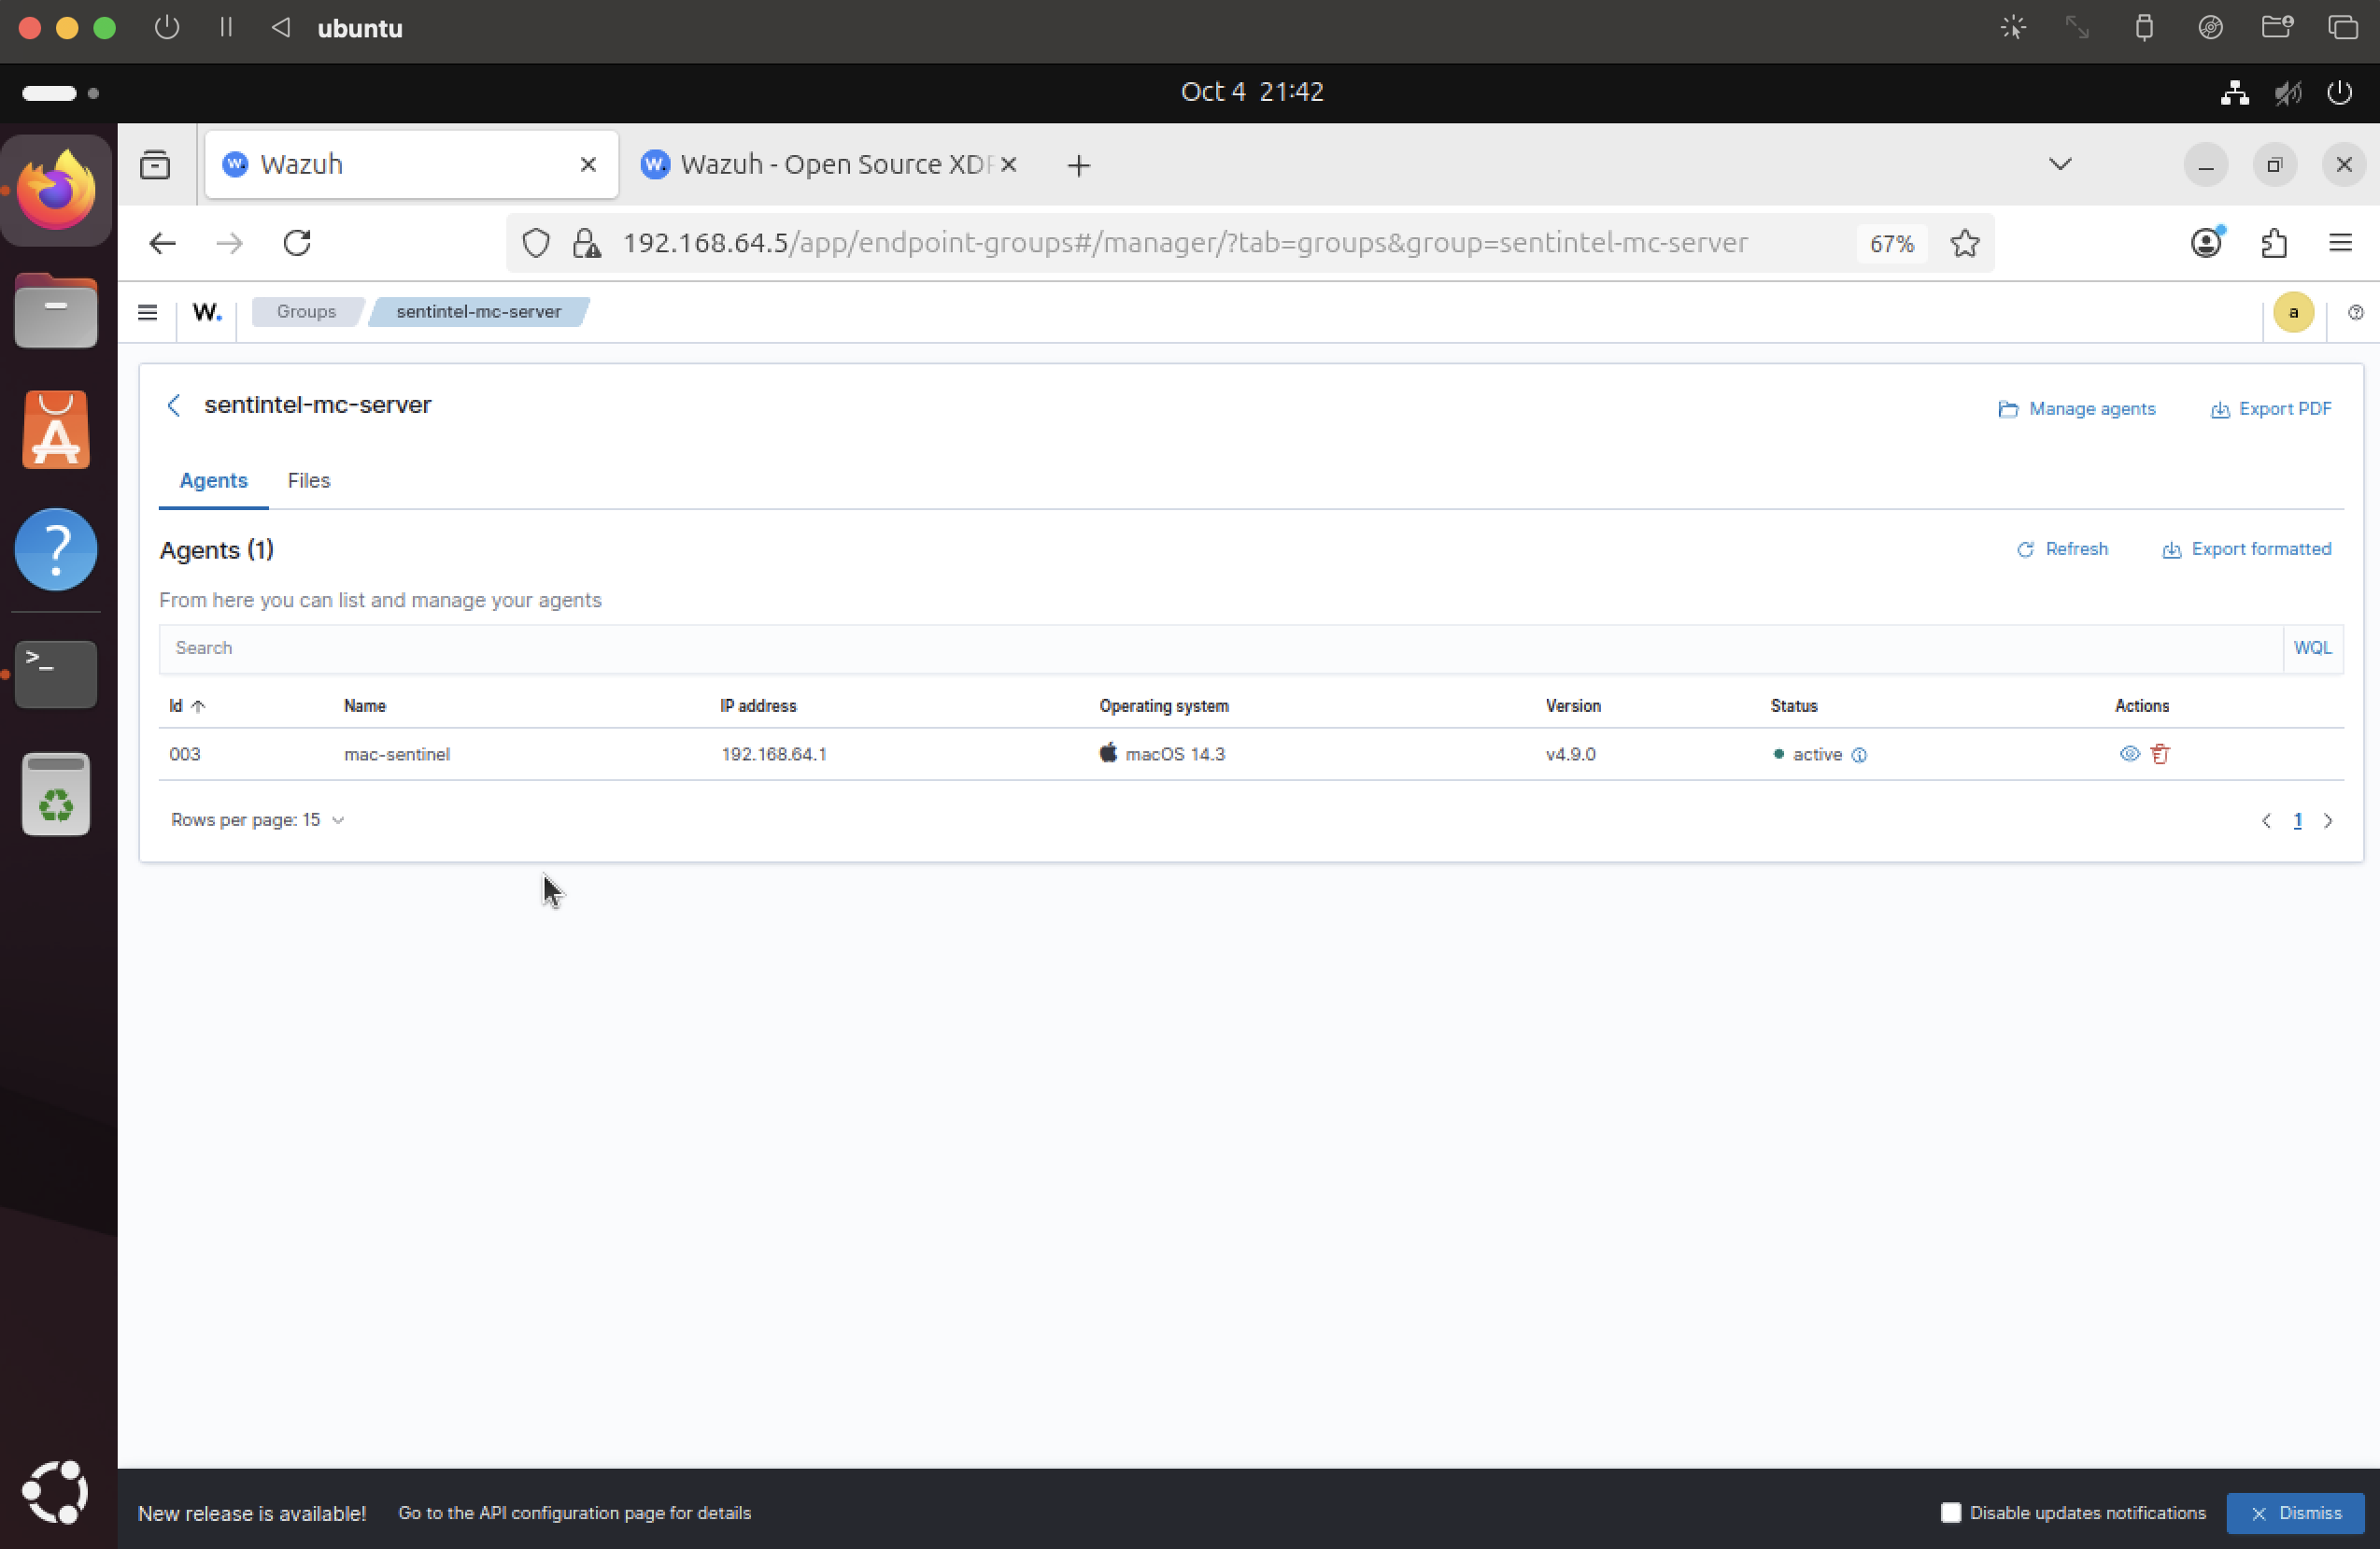 ubuntu
Oct 4 21:42
Wazuh
Wazuh - Open Source XDR
192.168.64.5/app/endpoint-groups#/manager/?tab=groups&group=sentintel-mc-server
67%
W.
Groups
sentintel-mc-server
a
sentintel-mc-server
Manage agents
Export PDF
Agents
Files
Agents (1)
Refresh
Export formatted
From here you can list and manage your agents
Search
WQL
Id
Name
IP address
Operating system
Version
Status
Actions
003
mac-sentinel
192.168.64.1
macOS 14.3
v4.9.0
active
Rows per page: 15
1
New release is available!
Go to the API configuration page for details
Disable updates notifications
Dismiss